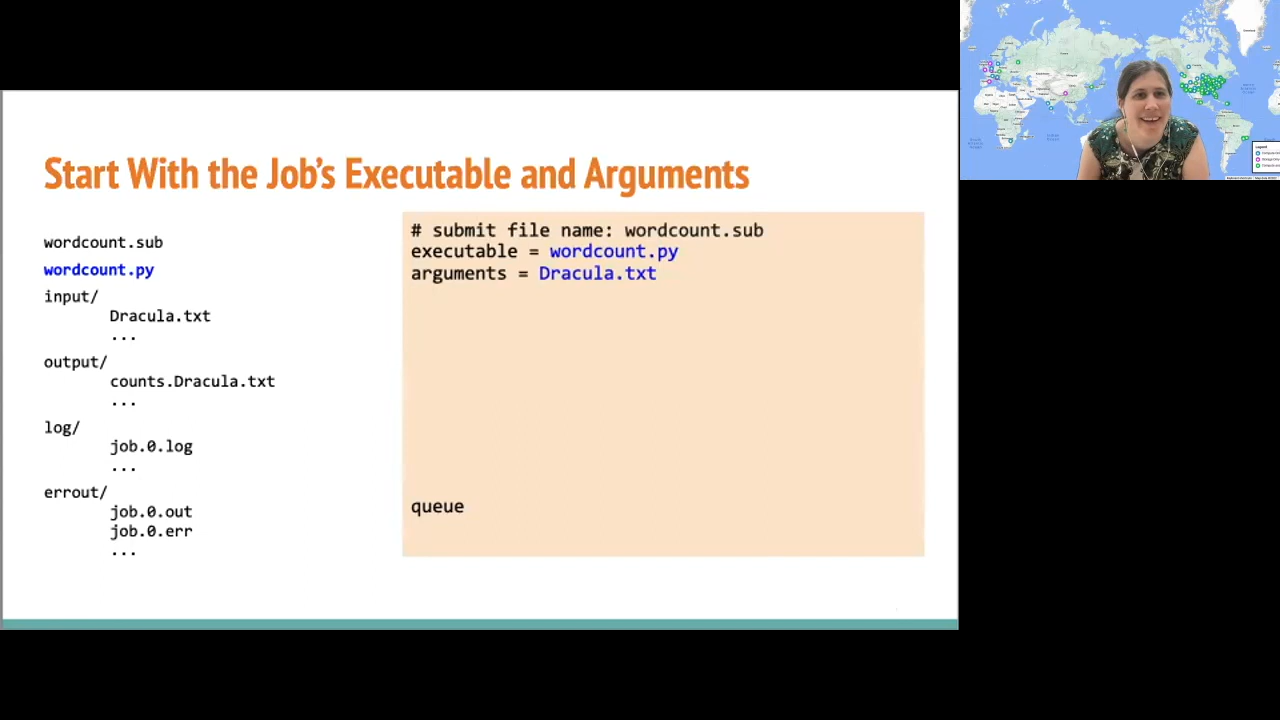 Start With the Job's Executable and Arguments
wordcount.sub
wordcount.py
input/
Dracula.txt
...
output/
counts.Dracula.txt
...
log/
job.0.log
...
errout/
job.0.out
job.0.err
...
# submit file name: wordcount.sub
executable = wordcount.py
arguments = Dracula.txt
queue
Legend